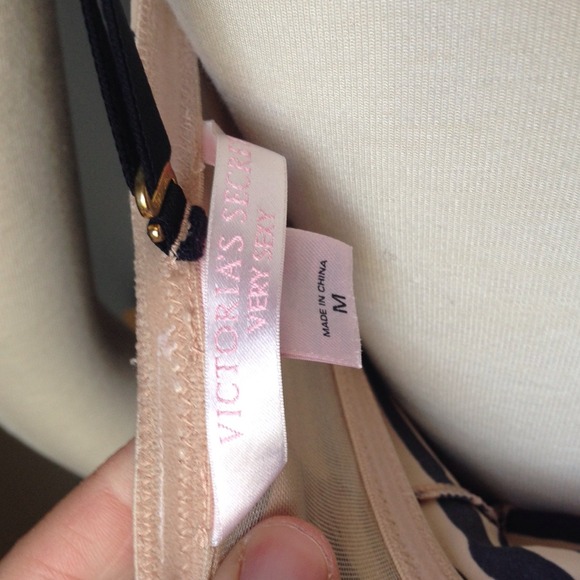 VICTORIA'S SECRET
VERY SEXY
MADE IN CHINA
M